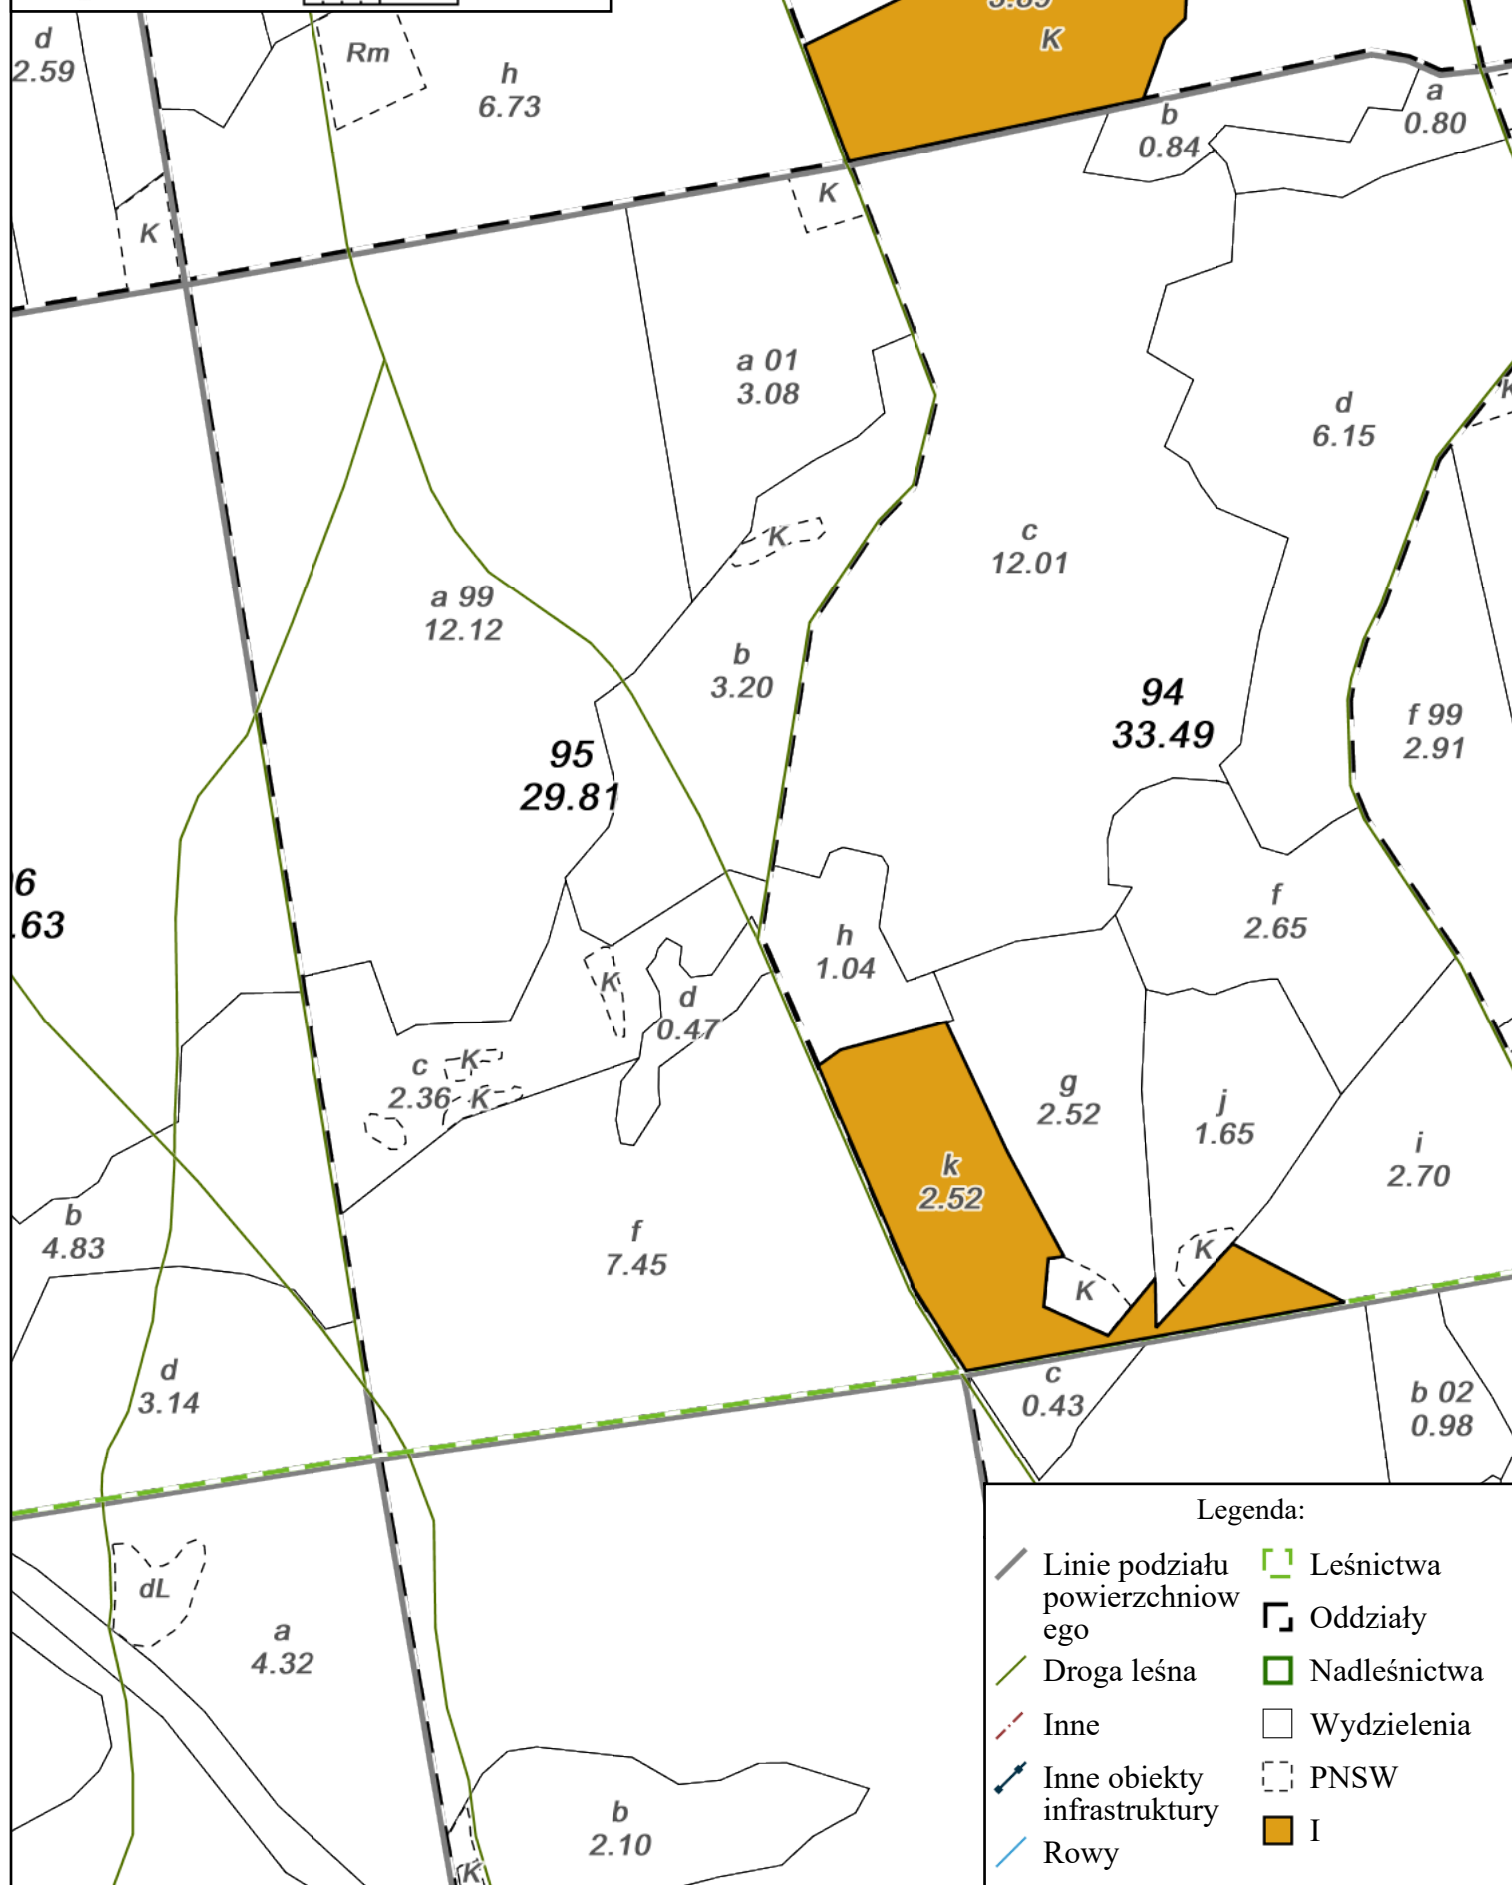 d
2.59
Rm
h
6.73
K
K
b
0.84
a
0.80
K
K
a 01
3.08
d
6.15
K
c
12.01
a 99
12.12
b
3.20
94
33.49
f 99
2.91
95
29.81
6
.63
h
1.04
f
2.65
K
d
0.47
c
2.36
K
K
g
2.52
j
1.65
i
2.70
k
2.52
b
4.83
f
7.45
K
K
d
3.14
c
0.43
b 02
0.98
dL
a
4.32
b
2.10
K
Legenda:
Linie podziału
powierzchniow
ego
Droga leśna
Inne
Inne obiekty
infrastruktury
Rowy
Leśnictwa
Oddziały
Nadleśnictwa
Wydzielenia
PNSW
I